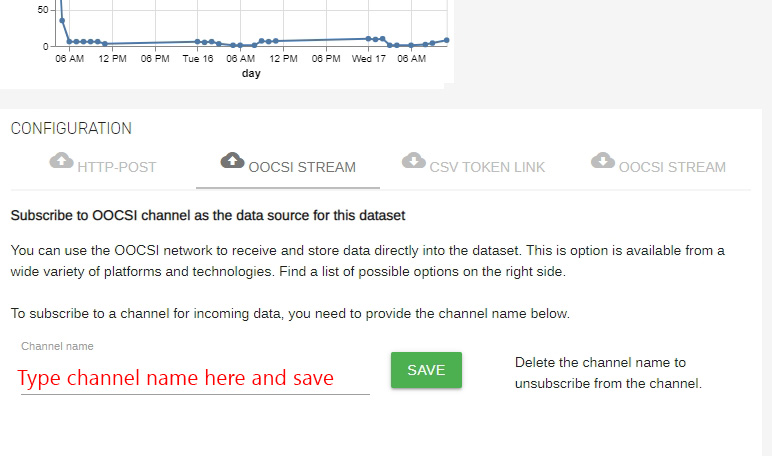 50
0
06 AM 12 PM 06 PM Tue 16 06 AM 12 PM 06 PM Wed 17 06 AM
day
CONFIGURATION
HTTP-POST OOCSI STREAM CSV TOKEN LINK OOCSI STREAM
Subscribe to OOCSI channel as the data source for this dataset
You can use the OOCSI network to receive and store data directly into the dataset. This is option is available from a
wide variety of platforms and technologies. Find a list of possible options on the right side.
To subscribe to a channel for incoming data, you need to provide the channel name below.
Channel name
Type channel name here and save
SAVE
Delete the channel name to
unsubscribe from the channel.